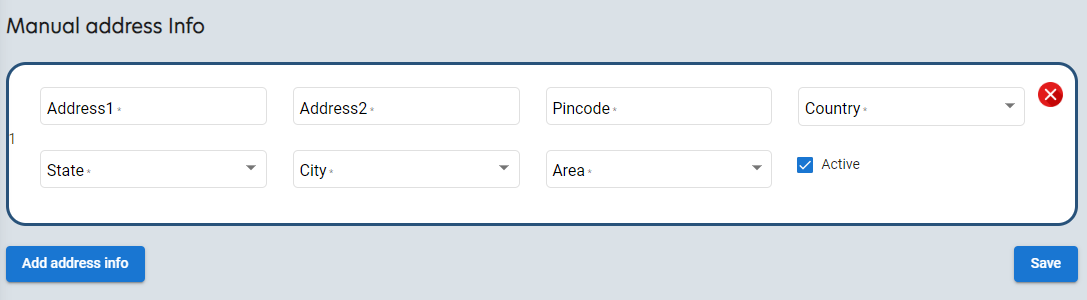 Manual address Info
Address1 * Address2 * Pincode * Country *
1
State * City * Area * Active
Add address info Save